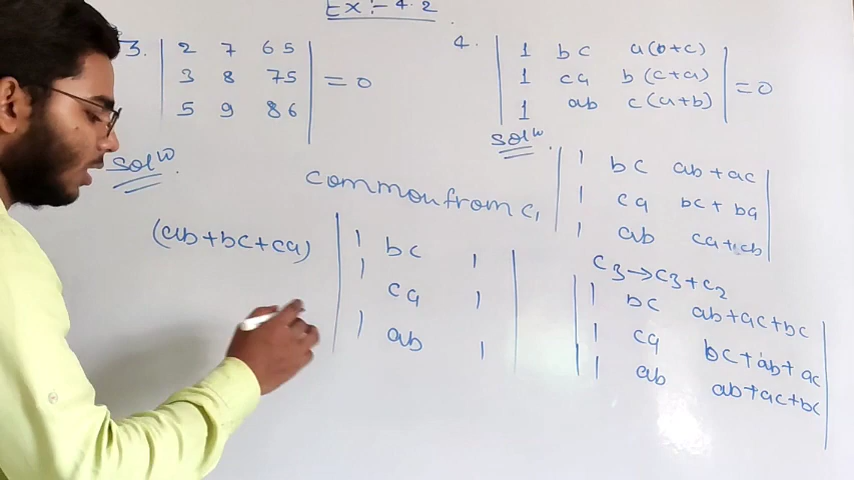 Ex:- 4.2
3. | 2 7 65 |
| 3 8 75 | = 0
| 5 9 86 |
Solⁿ.
4. | 1 bc a(b+c) |
| 1 ca b(c+a) | = 0
| 1 ab c(a+b) |
Solⁿ.
| 1 bc ab+ac |
| 1 ca bc+ba |
| 1 ab ca+cb |
C3→C3+C2
| 1 bc ab+ac+bc |
| 1 ca bc+ab+ac |
| 1 ab ab+ac+bc |
Common from C1
(ab+bc+ca) | 1 bc 1 |
| 1 ca 1 |
| 1 ab 1 |